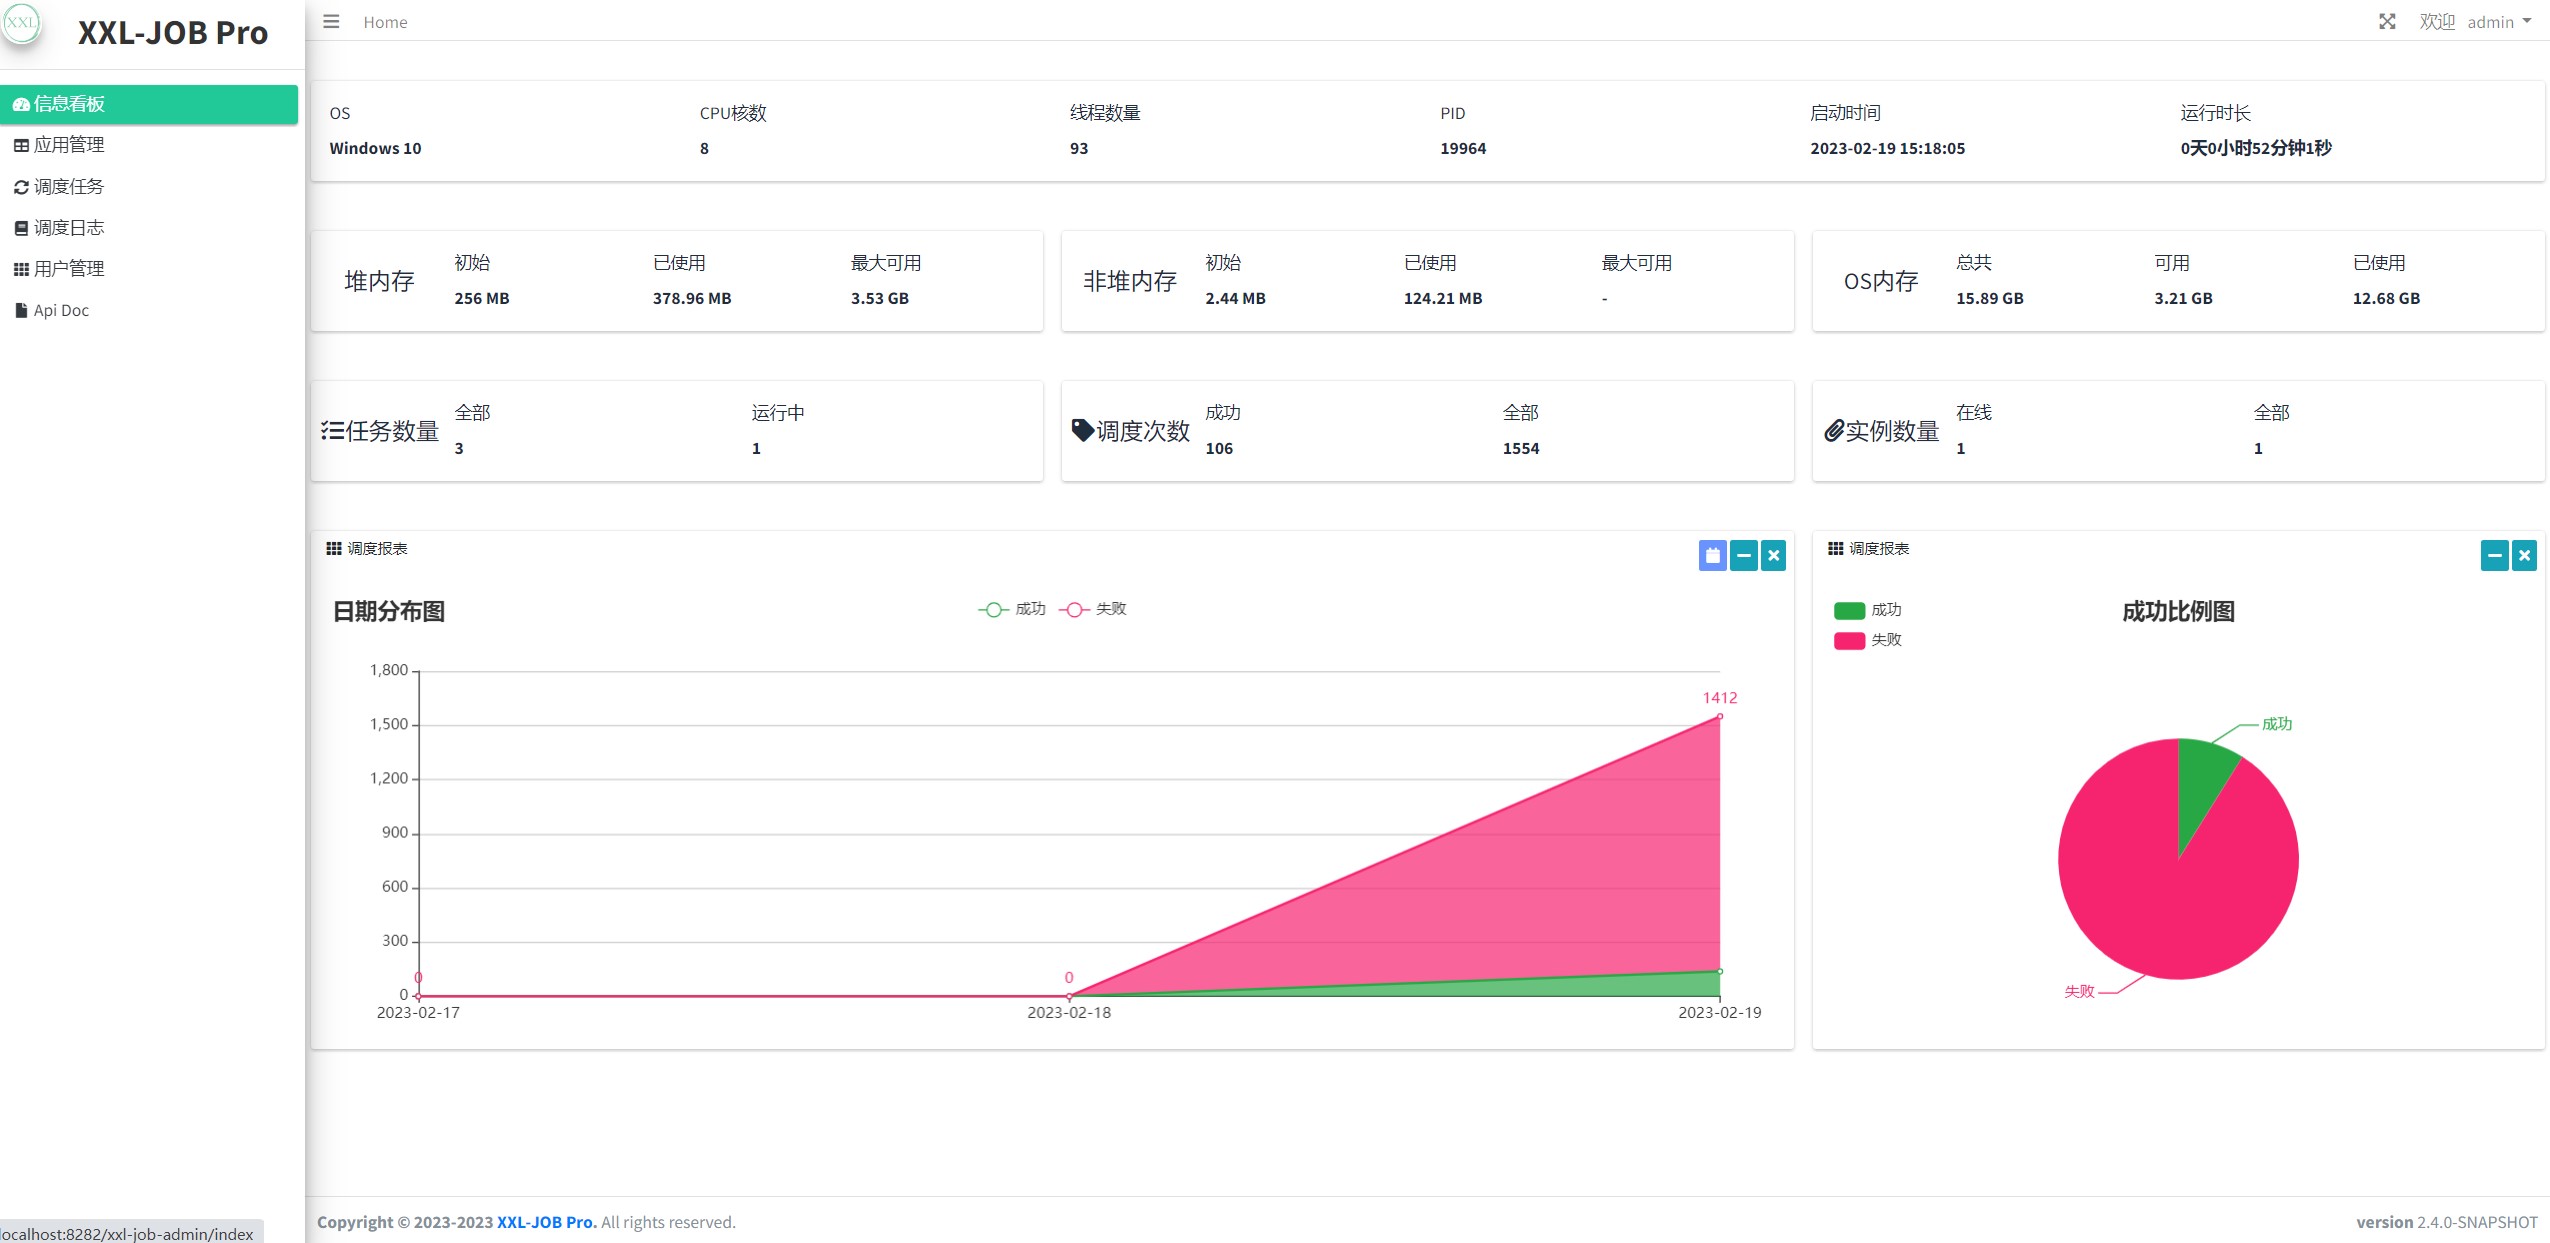 XXL
XXL-JOB Pro
Home
欢迎 admin
信息看板
应用管理
调度任务
调度日志
用户管理
Api Doc
OS
Windows 10
CPU核数
8
线程数量
93
PID
19964
启动时间
2023-02-19 15:18:05
运行时长
0天0小时52分钟1秒
堆内存
初始
256 MB
已使用
378.96 MB
最大可用
3.53 GB
非堆内存
初始
2.44 MB
已使用
124.21 MB
最大可用
-
OS内存
总共
15.89 GB
可用
3.21 GB
已使用
12.68 GB
任务数量
全部
3
运行中
1
调度次数
成功
106
全部
1554
实例数量
在线
1
全部
1
调度报表
日期分布图
成功 失败
1,800
1,500
1,200
900
600
300
0
0
0
1412
2023-02-17
2023-02-18
2023-02-19
调度报表
成功
失败
成功比例图
成功
失败
Copyright © 2023-2023 XXL-JOB Pro. All rights reserved.
version 2.4.0-SNAPSHOT
localhost:8282/xxl-job-admin/index